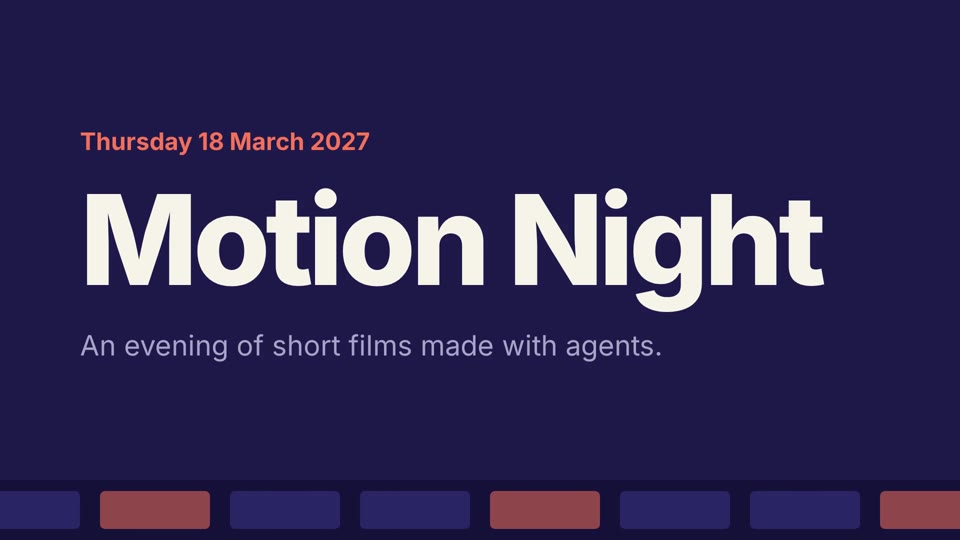 Thursday 18 March 2027
Motion Night
An evening of short films made with agents.